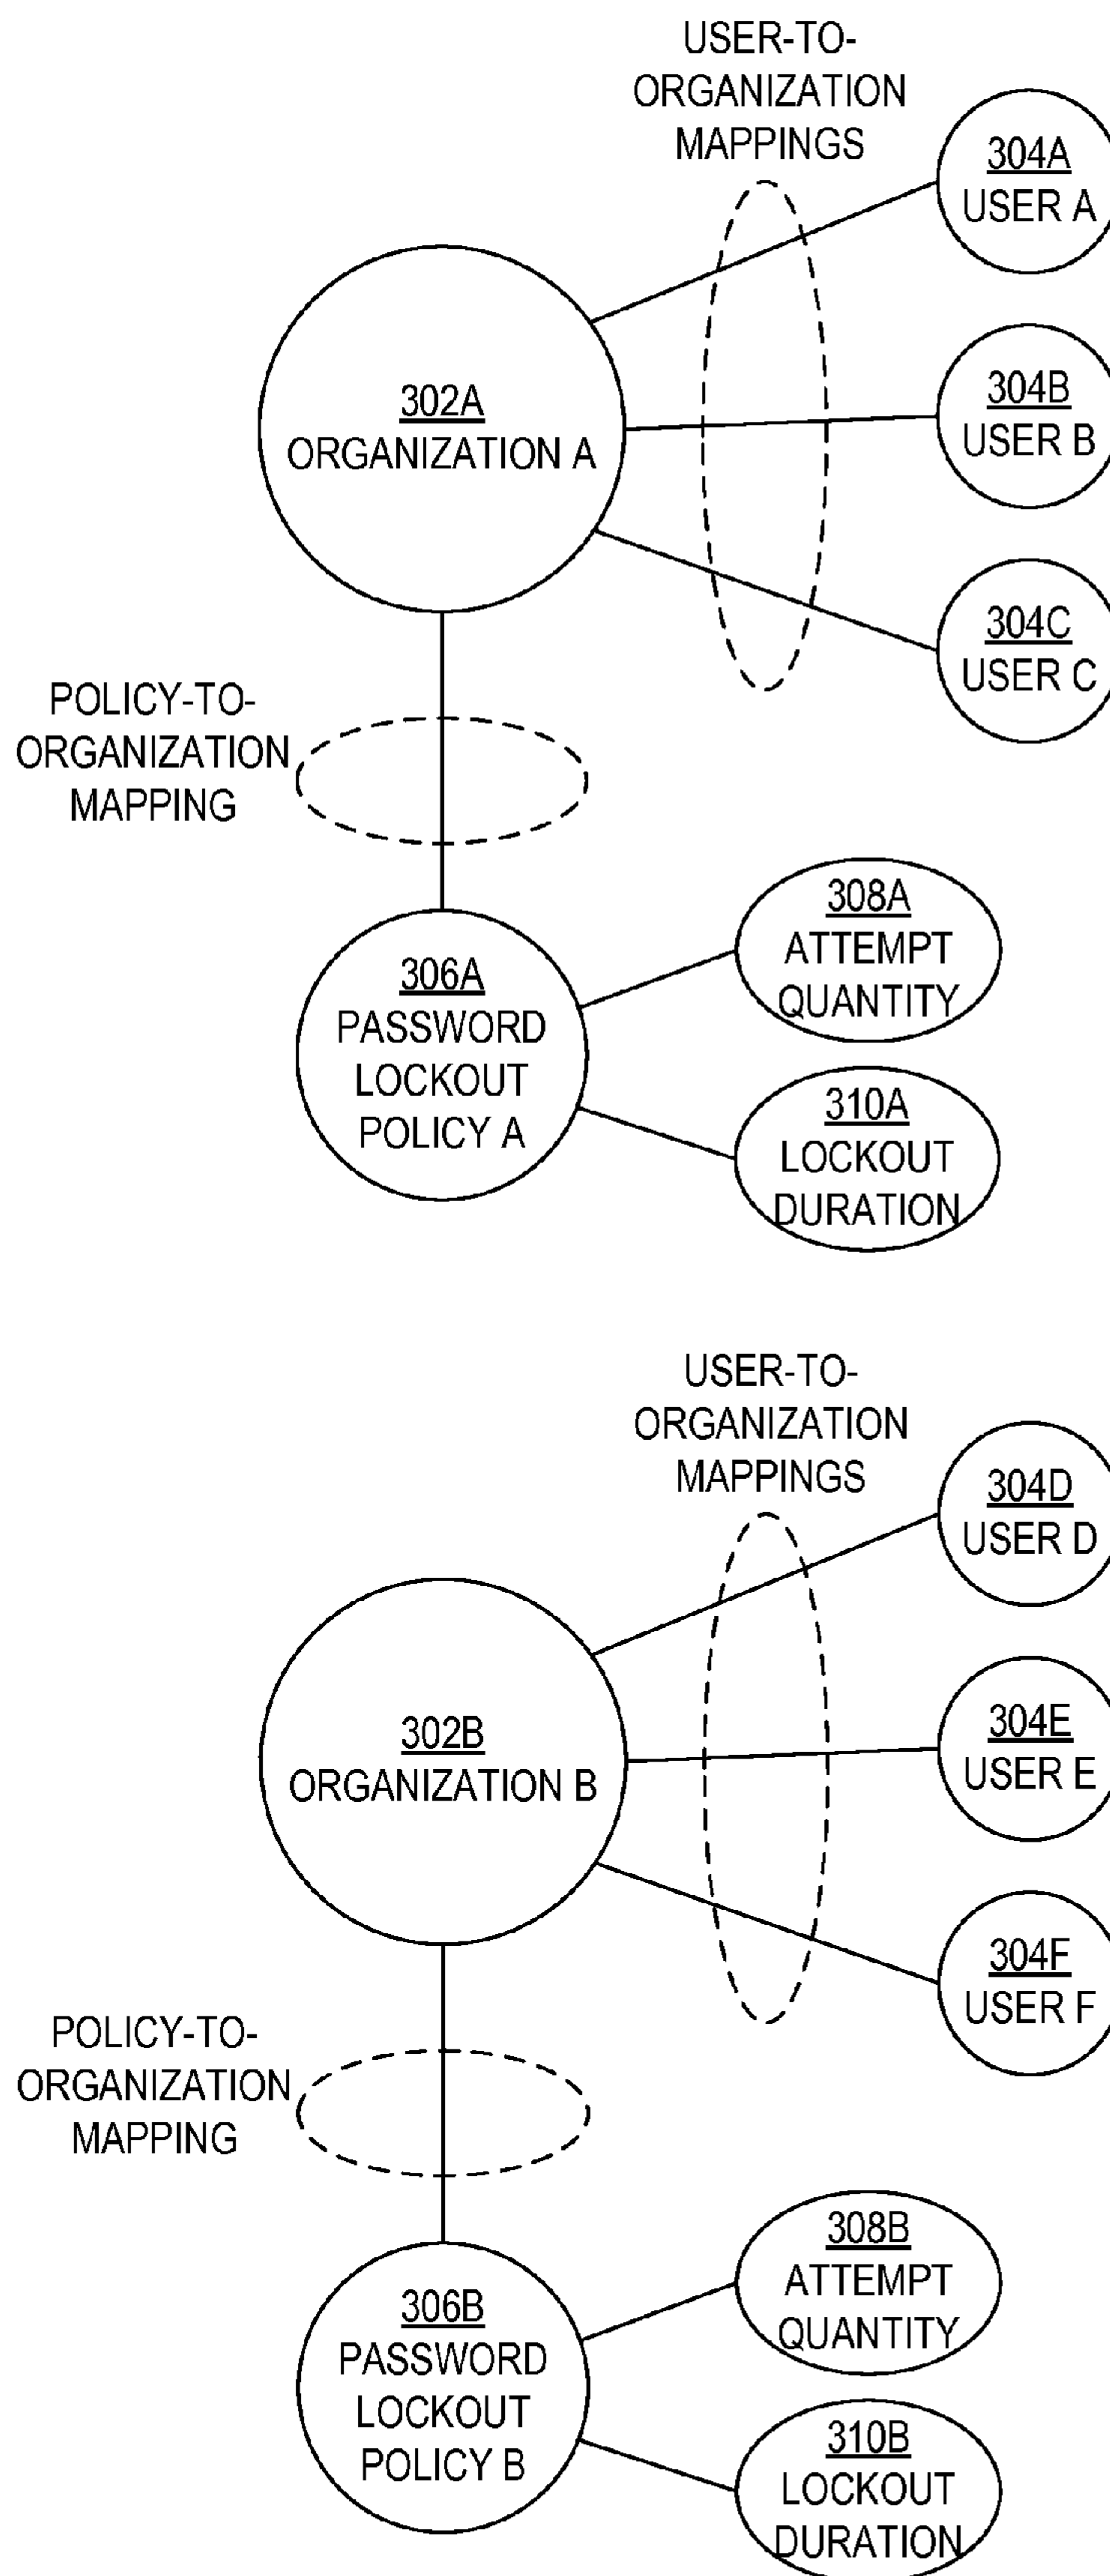 USER-TO-
ORGANIZATION
MAPPINGS
304A
USER A
304B
USER B
302A
ORGANIZATION A
304C
USER C
POLICY-TO-
ORGANIZATION
MAPPING
308A
ATTEMPT
QUANTITY
306A
PASSWORD
LOCKOUT
POLICY A
310A
LOCKOUT
DURATION
USER-TO-
ORGANIZATION
MAPPINGS
304D
USER D
304E
USER E
302B
ORGANIZATION B
304F
USER F
POLICY-TO-
ORGANIZATION
MAPPING
308B
ATTEMPT
QUANTITY
306B
PASSWORD
LOCKOUT
POLICY B
310B
LOCKOUT
DURATION